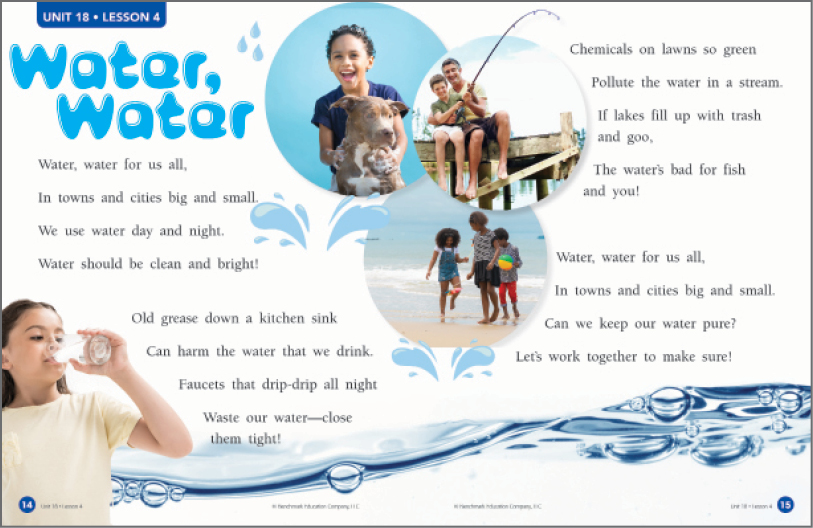 UNIT 18 • LESSON 4
Water,
Water
Water, water for us all,
In towns and cities big and small.
We use water day and night.
Water should be clean and bright!
Old grease down a kitchen sink
Can harm the water that we drink.
Faucets that drip-drip all night
Waste our water—close
them tight!
Chemicals on lawns so green
Pollute the water in a stream.
If lakes fill up with trash
and goo,
The water's bad for fish
and you!
Water, water for us all,
In towns and cities big and small.
Can we keep our water pure?
Let's work together to make sure!
14 Unit 18 • Lesson 4
© Benchmark Education Company, LLC
© Benchmark Education Company, LLC
Unit 18 • Lesson 4 15